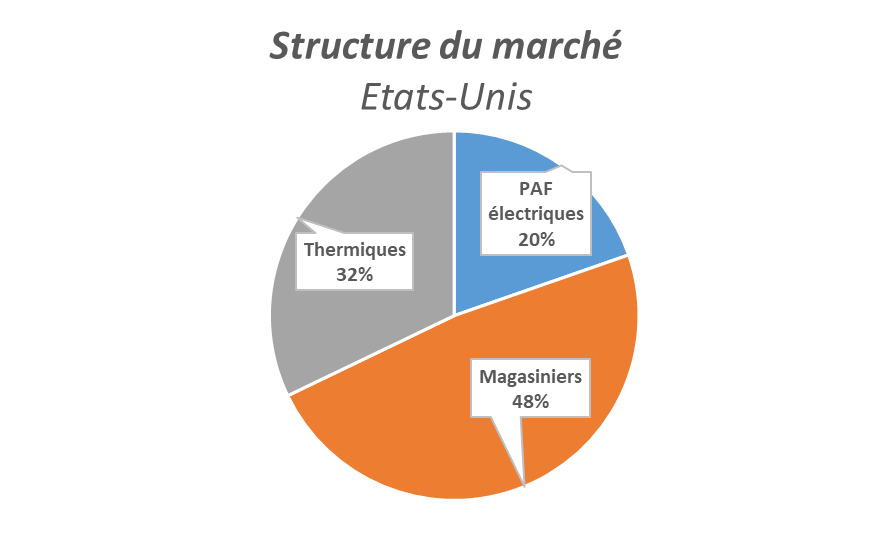 Structure du marché
Etats-Unis
PAF
électriques
20%
Thermiques
32%
Magasiniers
48%